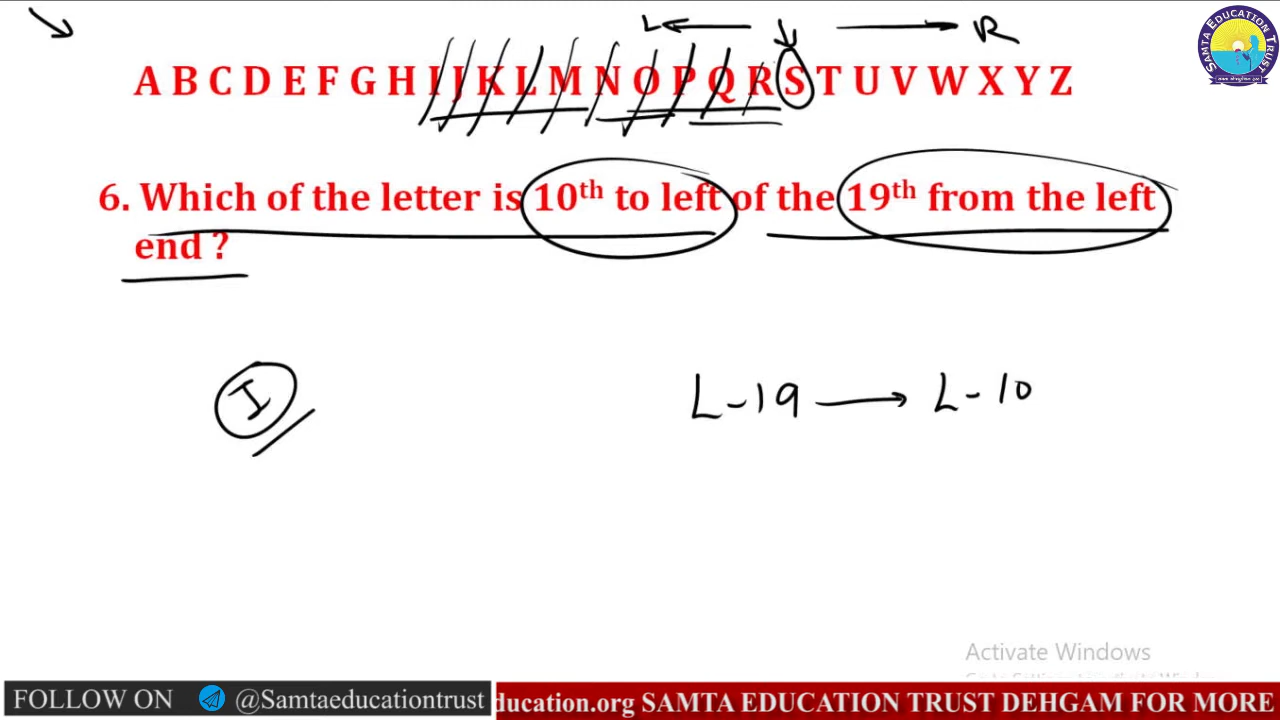 L R
SAMTA EDUCATION TRUST
A B C D E F G H I J K L M N O P Q R S T U V W X Y Z
6. Which of the letter is 10th to left of the 19th from the left
end ?
I
L-19 → L-10
Activate Windows
FOLLOW ON @Samtaeducationtrust
ducation.org SAMTA EDUCATION TRUST DEHGAM FOR MORE